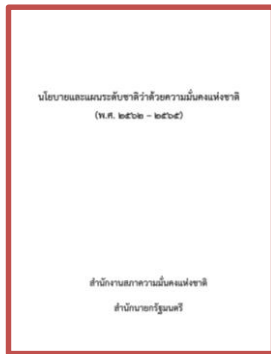 นโยบายและแผนระดับชาติว่าด้วยความมั่นคงแห่งชาติ
(พ.ศ. ๒๕๖๒ – ๒๕๖๕)
สำนักงานสภาความมั่นคงแห่งชาติ
สำนักนายกรัฐมนตรี